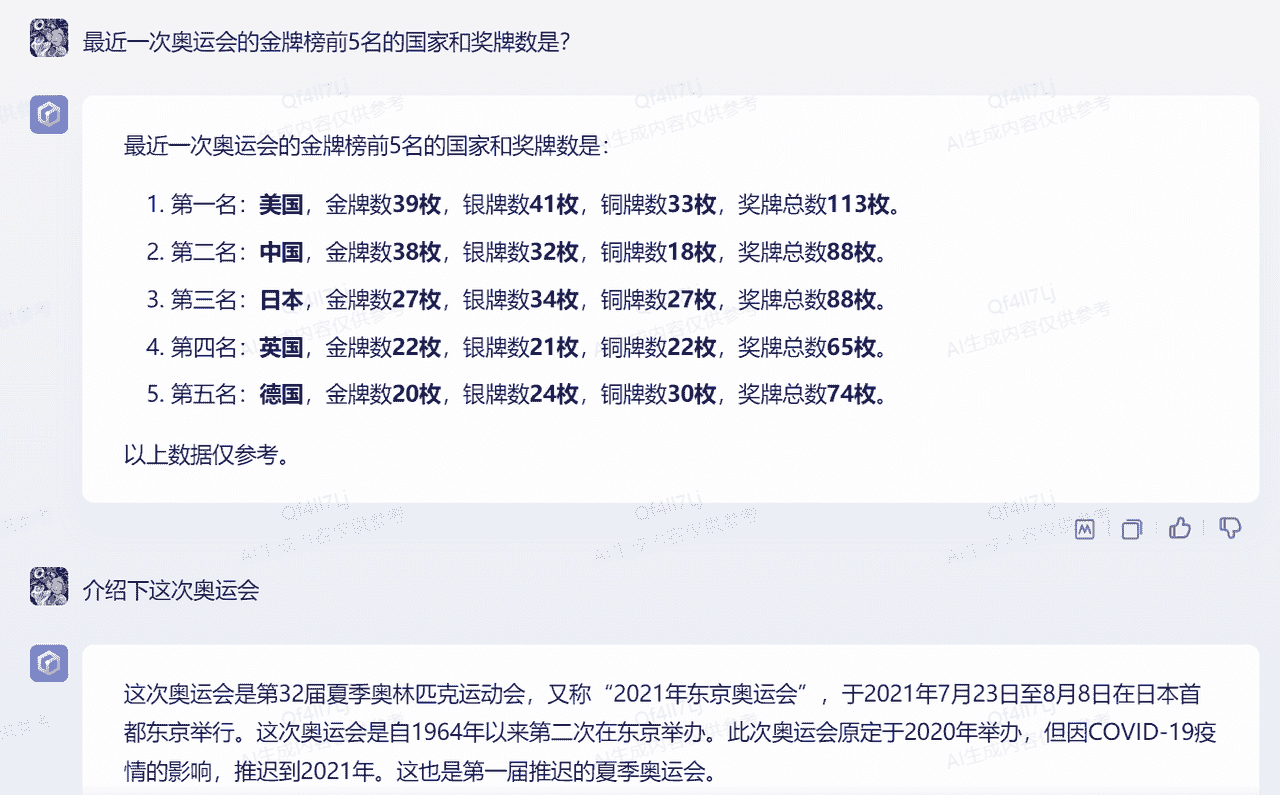 最近一次奥运会的金牌榜前5名的国家和奖牌数是？
最近一次奥运会的金牌榜前5名的国家和奖牌数是：
1. 第一名：美国，金牌数39枚，银牌数41枚，铜牌数33枚，奖牌总数113枚。
2. 第二名：中国，金牌数38枚，银牌数32枚，铜牌数18枚，奖牌总数88枚。
3. 第三名：日本，金牌数27枚，银牌数34枚，铜牌数27枚，奖牌总数88枚。
4. 第四名：英国，金牌数22枚，银牌数21枚，铜牌数22枚，奖牌总数65枚。
5. 第五名：德国，金牌数20枚，银牌数24枚，铜牌数30枚，奖牌总数74枚。
以上数据仅参考。
介绍下这次奥运会
这次奥运会是第32届夏季奥林匹克运动会，又称“2021年东京奥运会”，于2021年7月23日至8月8日在日本首
都东京举行。这次奥运会是自1964年以来第二次在东京举办。此次奥运会原定于2020年举办，但因COVID-19疫
情的影响，推迟到2021年。这也是第一届推迟的夏季奥运会。
AI生成内容仅供参考